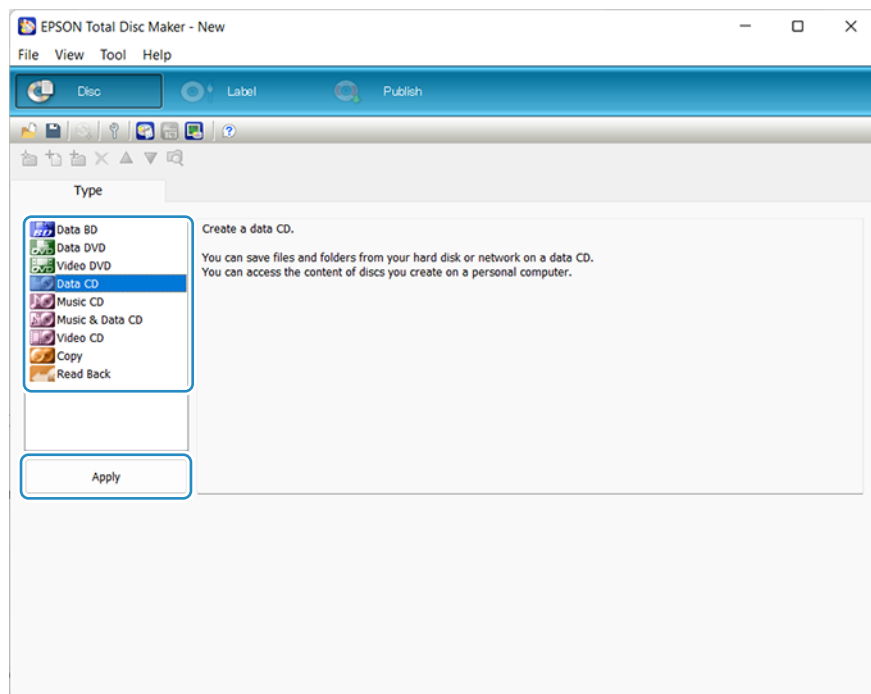 EPSON Total Disc Maker - New
File View Tool Help
Disc Label Publish
Type
Data BD
Data DVD
Video DVD
Data CD
Music CD
Music & Data CD
Video CD
Copy
Read Back
Apply
Create a data CD.
You can save files and folders from your hard disk or network on a data CD.
You can access the content of discs you create on a personal computer.